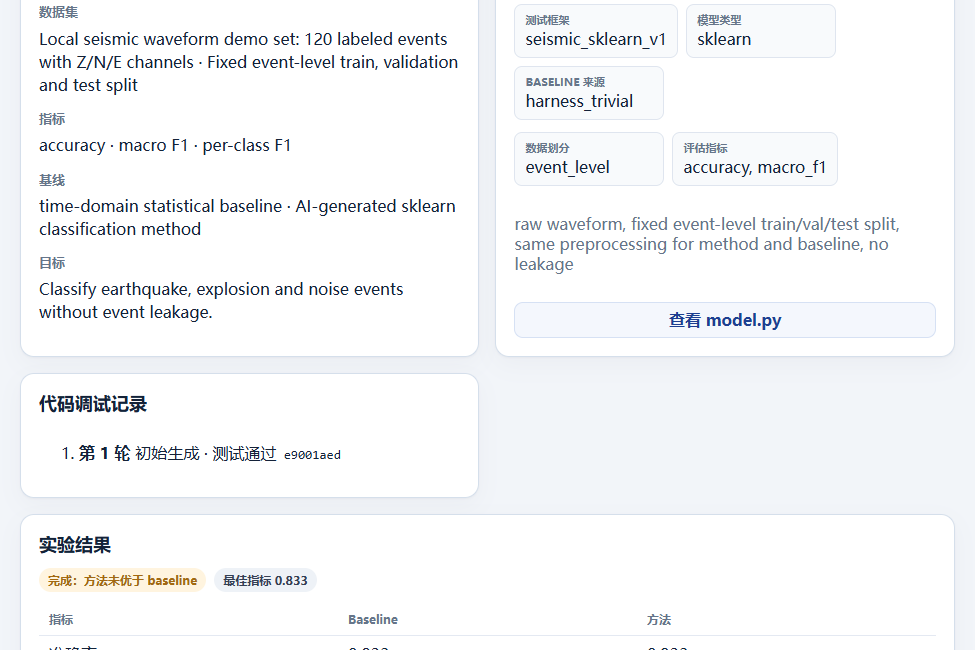 数据集
Local seismic waveform demo set: 120 labeled events
with Z/N/E channels · Fixed event-level train, validation
and test split
指标
accuracy · macro F1 · per-class F1
基线
time-domain statistical baseline · AI-generated sklearn
classification method
目标
Classify earthquake, explosion and noise events
without event leakage.
测试框架
seismic_sklearn_v1
模型类型
sklearn
BASELINE 来源
harness_trivial
数据划分
event_level
评估指标
accuracy, macro_f1
raw waveform, fixed event-level train/val/test split,
same preprocessing for method and baseline, no
leakage
查看 model.py
代码调试记录
1. 第 1 轮 初始生成 · 测试通过 e9001aed
实验结果
完成：方法未优于 baseline
最佳指标 0.833
指标 Baseline 方法